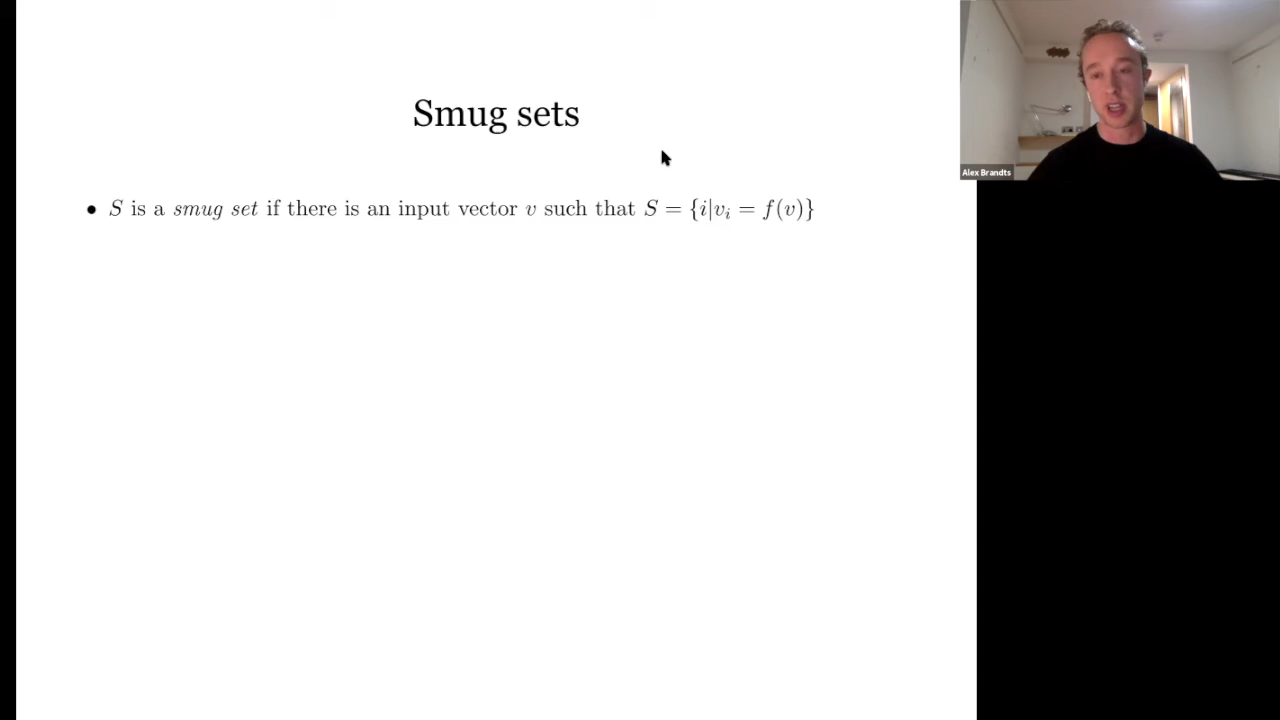 Smug sets
• S is a smug set if there is an input vector v such that S = {i|v_i = f(v)}
Alex Brandts